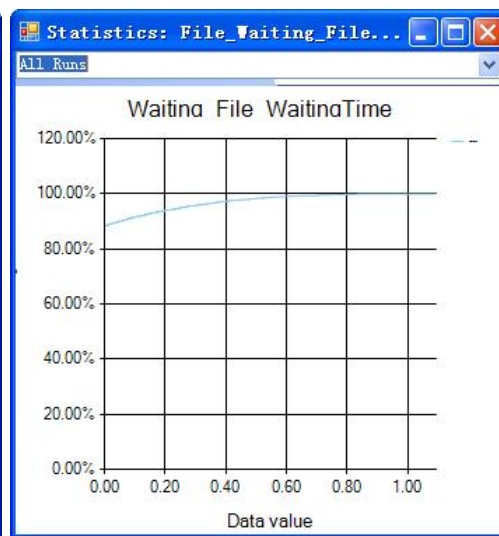 Statistics: File_Waiting_File...
All Runs
Waiting File WaitingTime
120.00%
100.00%
80.00%
60.00%
40.00%
20.00%
0.00%
0.00 0.20 0.40 0.60 0.80 1.00
Data value